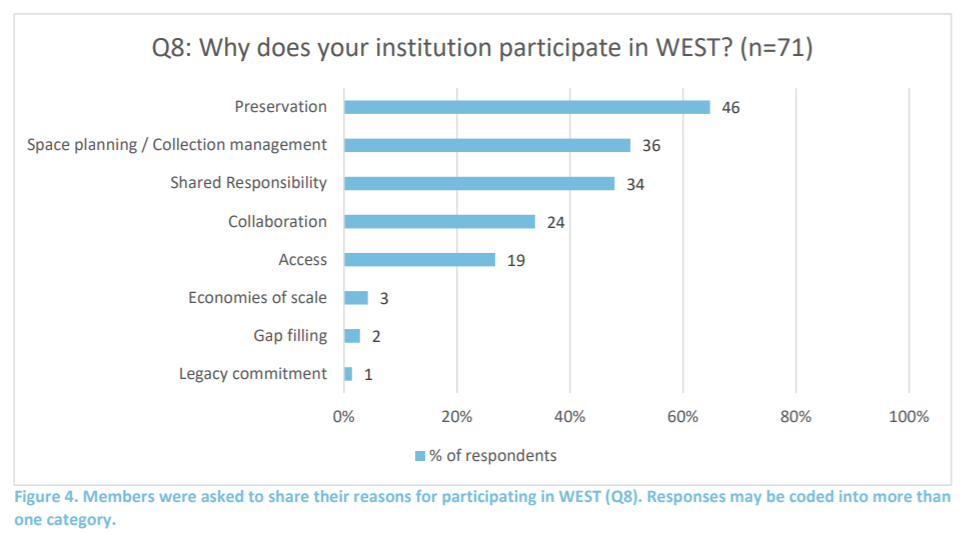 Q8: Why does your institution participate in WEST? (n=71)
Preservation 46
Space planning / Collection management 36
Shared Responsibility 34
Collaboration 24
Access 19
Economies of scale 3
Gap filling 2
Legacy commitment 1
0% 20% 40% 60% 80% 100%
% of respondents
Figure 4. Members were asked to share their reasons for participating in WEST (Q8). Responses may be coded into more than
one category.